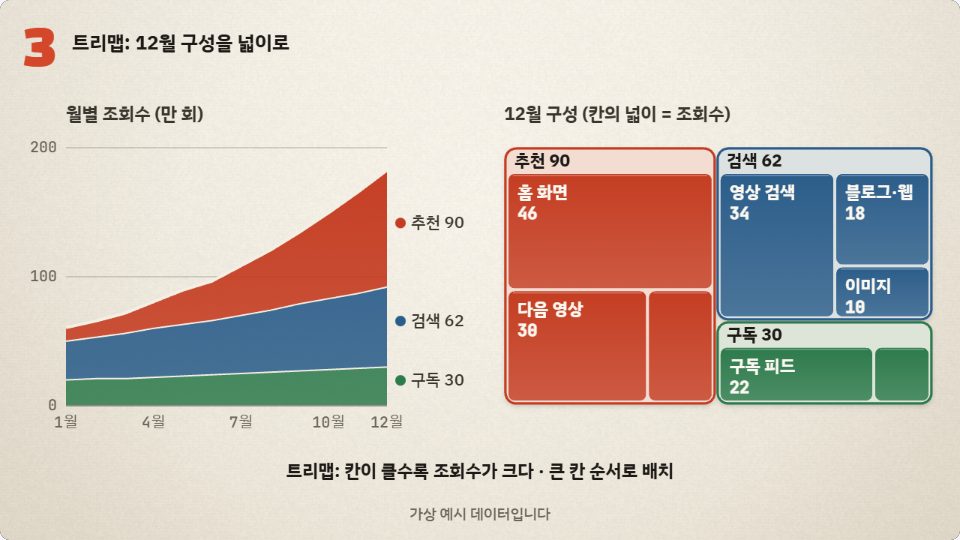 3
트리맵: 12월 구성을 넓이로
월별 조회수 (만 회)
200
100
0
1월
4월
7월
10월
12월
추천 90
검색 62
구독 30
12월 구성 (칸의 넓이 = 조회수)
추천 90
홈 화면
46
다음 영상
30
검색 62
영상 검색
34
블로그·웹
18
이미지
10
구독 30
구독 피드
22
트리맵: 칸이 클수록 조회수가 크다 · 큰 칸 순서로 배치
가상 예시 데이터입니다